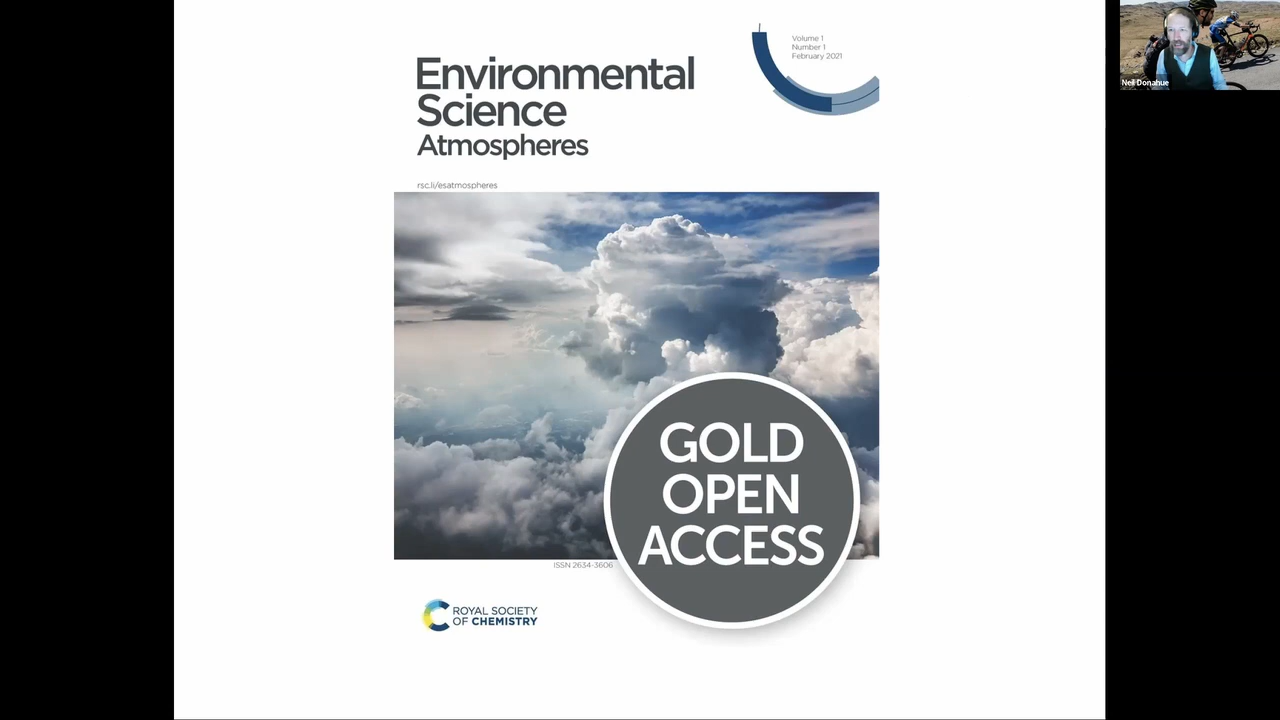 Volume 1
Number 1
February 2021
Environmental
Science
Atmospheres
rsc.li/esatmospheres
GOLD
OPEN
ACCESS
ISSN 2634-3606
ROYAL SOCIETY
OF CHEMISTRY
Neil Donahue